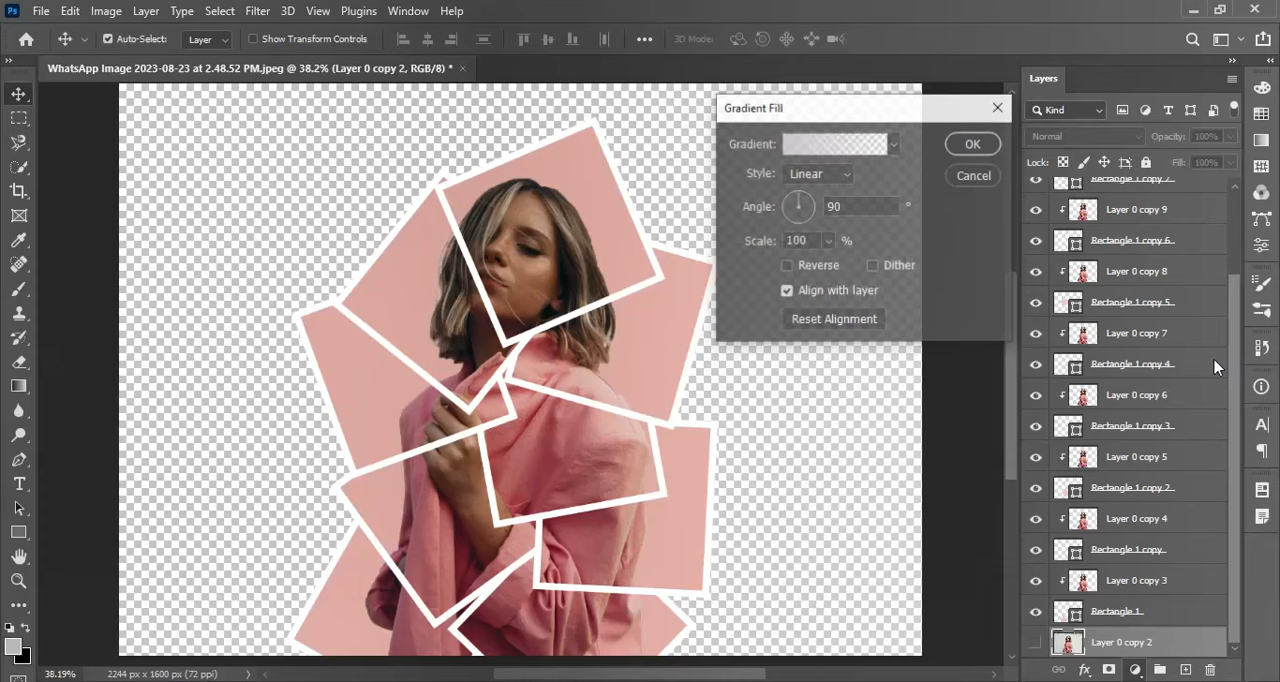 Ps File Edit Image Layer Type Select Filter 3D View Plugins Window Help
Auto-Select: Layer Show Transform Controls 3D Mode:
WhatsApp Image 2023-08-23 at 2.48.52 PM.jpeg @ 38.2% (Layer 0 copy 2, RGB/8) *
Layers
Kind
Normal Opacity: 100%
Lock: Fill: 100%
Gradient Fill
Gradient:
OK
Style: Linear
Cancel
Angle: 90 °
Scale: 100 %
Reverse Dither
Align with layer
Reset Alignment
Rectangle 1 copy 7
Layer 0 copy 9
Rectangle 1 copy 6
Layer 0 copy 8
Rectangle 1 copy 5
Layer 0 copy 7
Rectangle 1 copy 4
Layer 0 copy 6
Rectangle 1 copy 3
Layer 0 copy 5
Rectangle 1 copy 2
Layer 0 copy 4
Rectangle 1 copy
Layer 0 copy 3
Rectangle 1
Layer 0 copy 2
38.19% 2244 px x 1600 px (72 ppi)